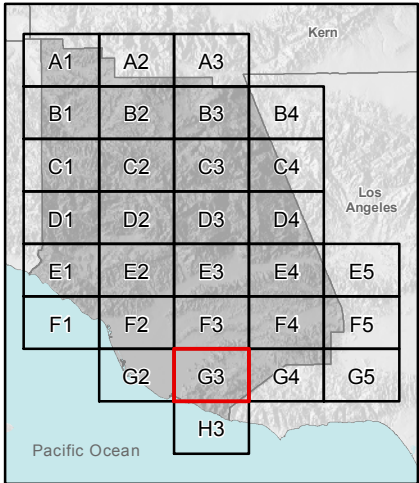 Kern
A1 A2 A3
B1 B2 B3 B4
C1 C2 C3 C4
Los
Angeles
D1 D2 D3 D4
E1 E2 E3 E4 E5
F1 F2 F3 F4 F5
G2 G3 G4 G5
H3
Pacific Ocean